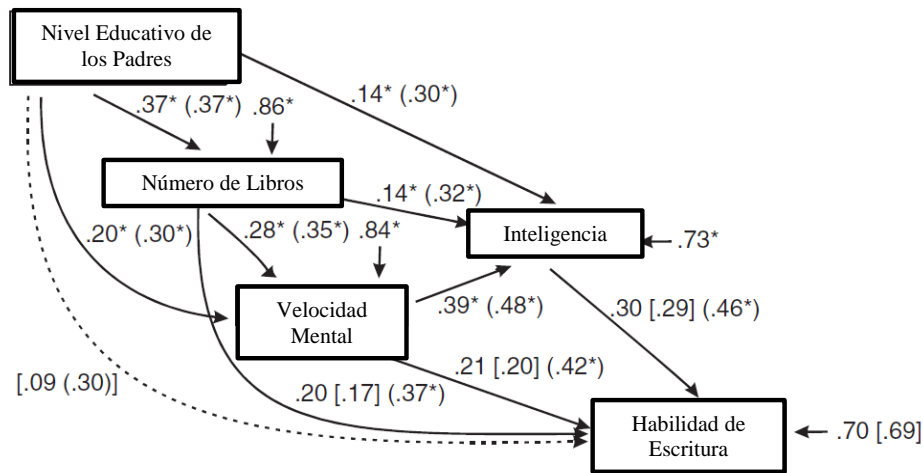 Nivel Educativo de
los Padres
.14* (.30*)
.37* (.37*)
.86*
Número de Libros
.14* (.32*)
Inteligencia
.73*
.20* (.30*)
.28* (.35*)
.84*
Velocidad
Mental
.39* (.48*)
.30 [.29] (.46*)
[.09 (.30)]
.20 [.17] (.37*)
.21 [.20] (.42*)
Habilidad de
Escritura
.70 [.69]